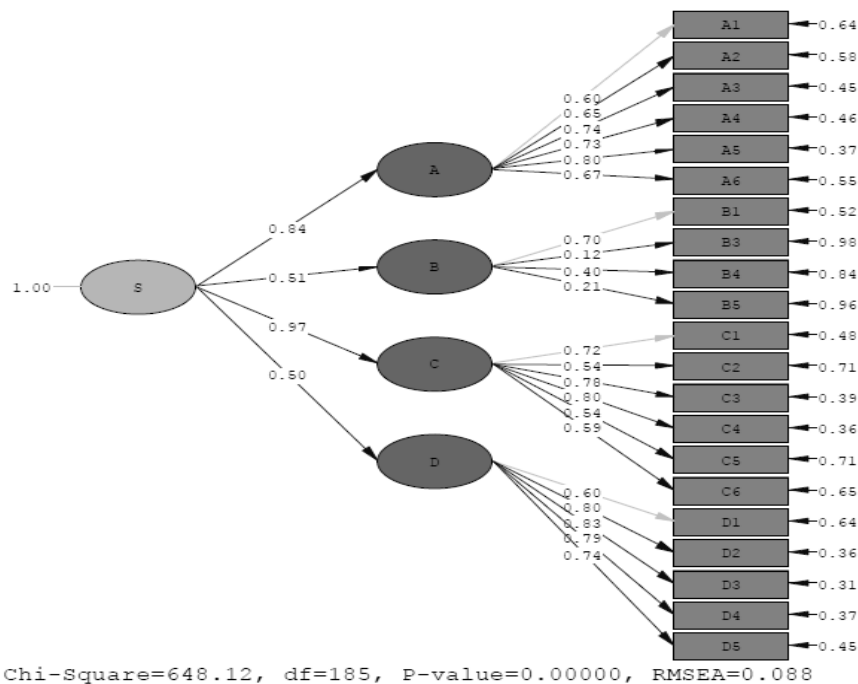 A1 0.64
A2 0.58
0.60 A3 0.45
0.65
0.74 A4 0.46
0.73
A 0.80 A5 0.37
0.67 A6 0.55
0.84 B1 0.52
0.70 B3 0.98
0.12
B 0.40 B4 0.84
0.51 0.21
1.00 S B5 0.96
0.97 C1 0.48
0.72
C 0.54 C2 0.71
0.50 0.78 C3 0.39
0.80
0.54 C4 0.36
0.59
D C5 0.71
C6 0.65
0.60 D1 0.64
0.80
0.83 D2 0.36
0.79
0.74 D3 0.31
D4 0.37
D5 0.45
Chi-Square=648.12, df=185, P-value=0.00000, RMSEA=0.088